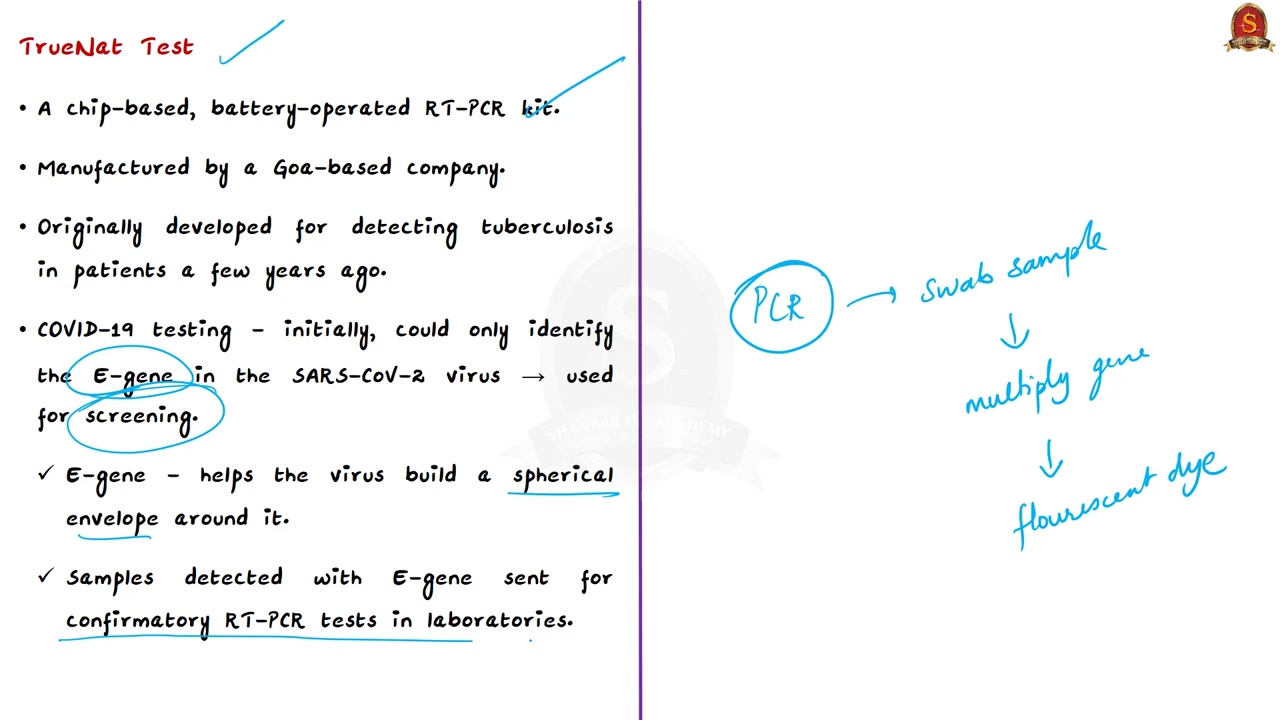 TrueNat Test
• A chip-based, battery-operated RT-PCR kit.
• Manufactured by a Goa-based company.
• Originally developed for detecting tuberculosis
in patients a few years ago.
• COVID-19 testing - initially, could only identify
the E-gene in the SARS-CoV-2 virus → used
for screening.
✓ E-gene - helps the virus build a spherical
envelope around it.
✓ Samples detected with E-gene sent for
confirmatory RT-PCR tests in laboratories.
PCR → swab sample
↓
multiply gene
↓
flourescent dye
S